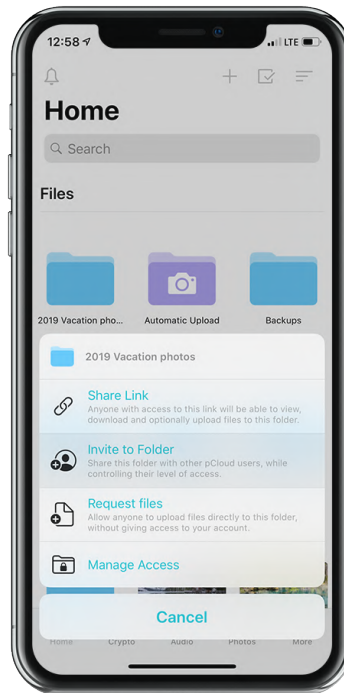 12:58
LTE
Home
Search
Files
2019 Vacation pho...
Automatic Upload
Backups
2019 Vacation photos
Share Link
Anyone with access to this link will be able to view,
download and optionally upload files to this folder.
Invite to Folder
Share this folder with other pCloud users, while
controlling their level of access.
Request files
Allow anyone to upload files directly to this folder,
without giving access to your account.
Manage Access
Cancel
Home Crypto Audio Photos More